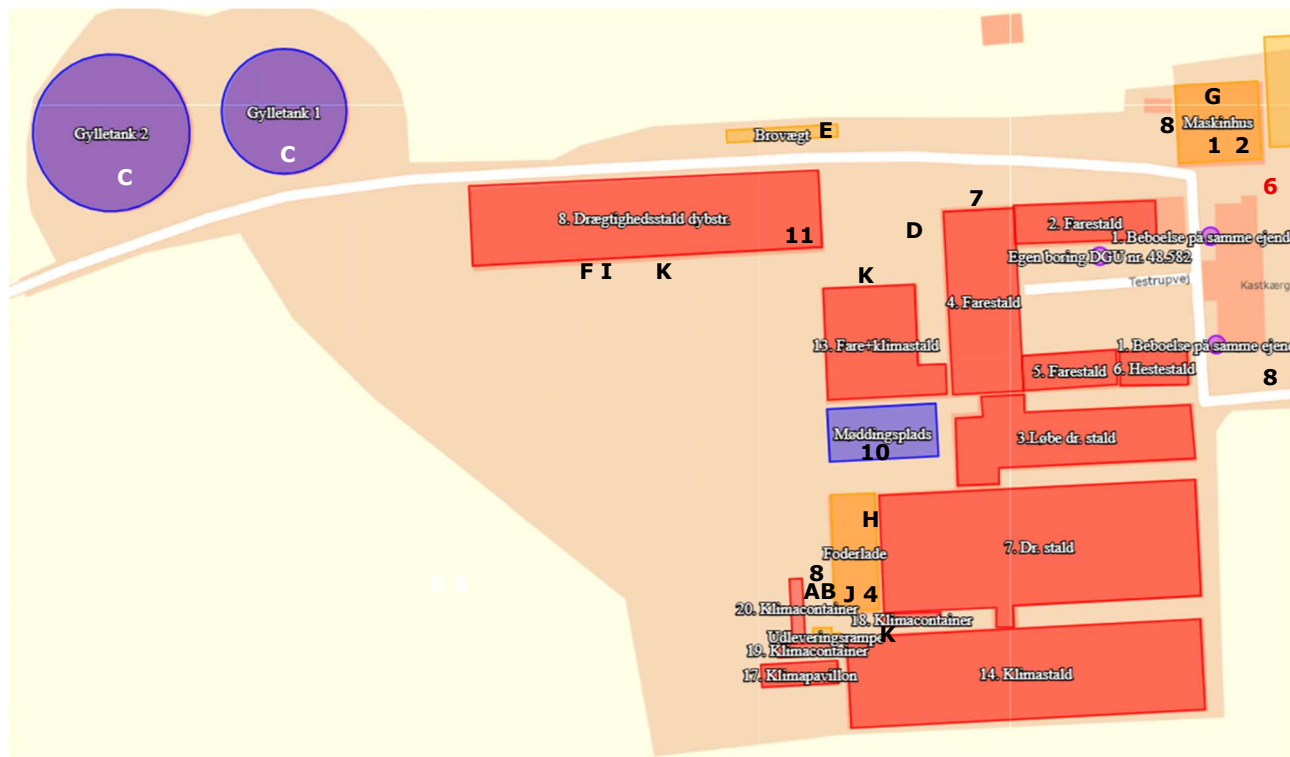 G
Gylletank 1
Gylletank 2
Brovægt E
8 Maskinhus
1 2
C
C
6
7
8. Drægtighedsstald dybstr.
2. Farestald
11
D
1. Beboelse på samme ejend
Egen boring DGU nr. 48.582
F I K
K
Testrupvej
Kastkærg
4. Farestald
13. Fare+klimastald
1. Beboelse på samme ejend
5. Farestald
6. Hestestald
8
Møddingsplads
10
3.Løbe dr. stald
H
Foderlade
7. Dr. stald
8
8 8
AB J 4
20. Klimacontainer
18. Klimacontainer
Udleveringsrampe K
19. Klimacontainer
17. Klimapavillon
14. Klimastald